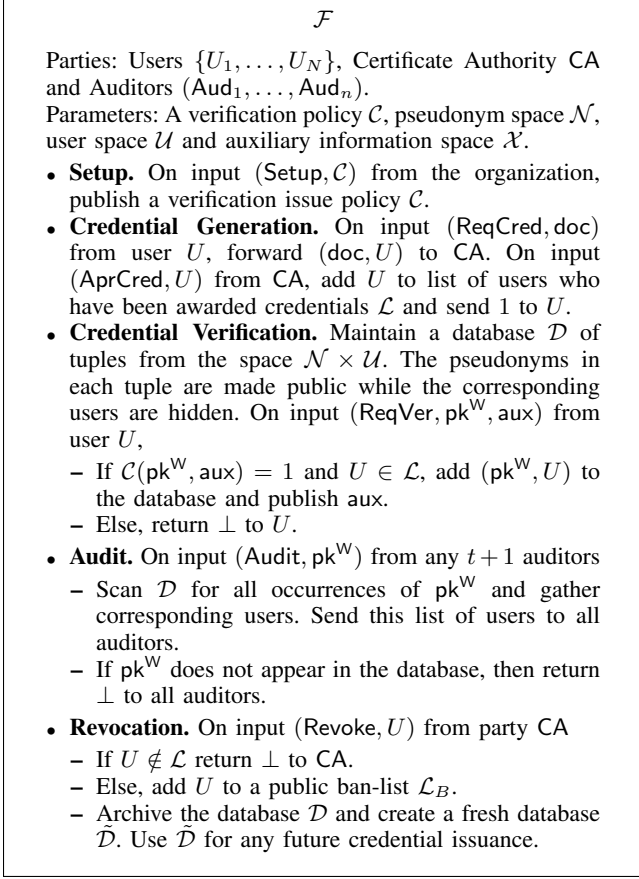 ℱ
Parties: Users {U₁, . . . , U_N}, Certificate Authority CA
and Auditors (Aud₁, . . . , Aud_n).
Parameters: A verification policy 𝒞, pseudonym space 𝒩,
user space 𝒰 and auxiliary information space 𝒳.
• Setup. On input (Setup, 𝒞) from the organization,
publish a verification issue policy 𝒞.
• Credential Generation. On input (ReqCred, doc)
from user U, forward (doc, U) to CA. On input
(AprCred, U) from CA, add U to list of users who
have been awarded credentials ℒ and send 1 to U.
• Credential Verification. Maintain a database 𝒟 of
tuples from the space 𝒩 × 𝒰. The pseudonyms in
each tuple are made public while the corresponding
users are hidden. On input (ReqVer, pk^W, aux) from
user U,
– If 𝒞(pk^W, aux) = 1 and U ∈ ℒ, add (pk^W, U) to
the database and publish aux.
– Else, return ⊥ to U.
• Audit. On input (Audit, pk^W) from any t + 1 auditors
– Scan 𝒟 for all occurrences of pk^W and gather
corresponding users. Send this list of users to all
auditors.
– If pk^W does not appear in the database, then return
⊥ to all auditors.
• Revocation. On input (Revoke, U) from party CA
– If U ∉ ℒ return ⊥ to CA.
– Else, add U to a public ban-list ℒ_B.
– Archive the database 𝒟 and create a fresh database
𝒟̃. Use 𝒟̃ for any future credential issuance.